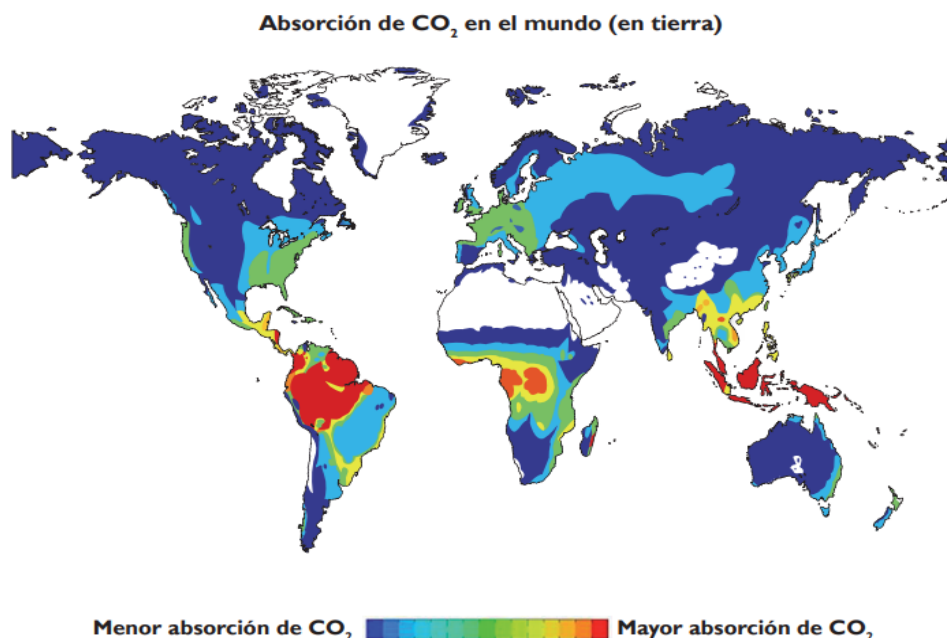 Absorción de CO₂ en el mundo (en tierra)
Menor absorción de CO₂ Mayor absorción de CO₂